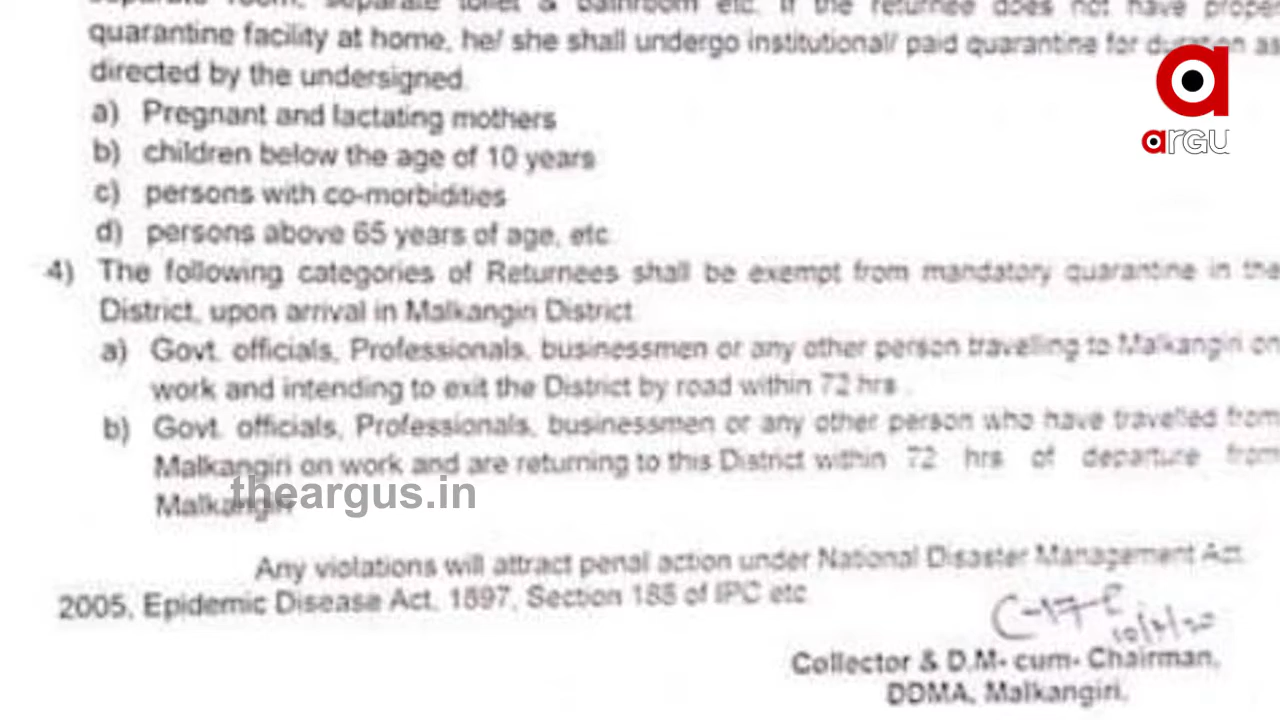 separate room, separate toilet & bathroom etc. If the returnee does not have proper
quarantine facility at home, he/ she shall undergo institutional/ paid quarantine for duration as
directed by the undersigned.
a) Pregnant and lactating mothers
b) children below the age of 10 years
c) persons with co-morbidities
d) persons above 65 years of age, etc
4) The following categories of Returnees shall be exempt from mandatory quarantine in the
District, upon arrival in Malkangiri District
a) Govt. officials, Professionals, businessmen or any other person travelling to Malkangiri on
work and intending to exit the District by road within 72 hrs .
b) Govt. officials, Professionals, businessmen or any other person who have travelled from
Malkangiri on work and are returning to this District within 72 hrs of departure from
Malkangiri
Any violations will attract penal action under National Disaster Management Act.
2005, Epidemic Disease Act, 1897, Section 188 of IPC etc
Collector & D.M- cum- Chairman,
DDMA, Malkangiri.
argu
theargus.in